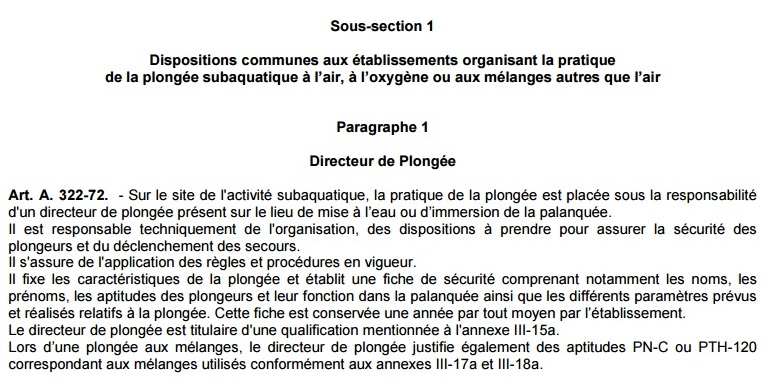 Sous-section 1
Dispositions communes aux établissements organisant la pratique
de la plongée subaquatique à l’air, à l’oxygène ou aux mélanges autres que l’air
Paragraphe 1
Directeur de Plongée
Art. A. 322-72. - Sur le site de l'activité subaquatique, la pratique de la plongée est placée sous la responsabilité
d'un directeur de plongée présent sur le lieu de mise à l’eau ou d’immersion de la palanquée.
Il est responsable techniquement de l'organisation, des dispositions à prendre pour assurer la sécurité des
plongeurs et du déclenchement des secours.
Il s'assure de l'application des règles et procédures en vigueur.
Il fixe les caractéristiques de la plongée et établit une fiche de sécurité comprenant notamment les noms, les
prénoms, les aptitudes des plongeurs et leur fonction dans la palanquée ainsi que les différents paramètres prévus
et réalisés relatifs à la plongée. Cette fiche est conservée une année par tout moyen par l’établissement.
Le directeur de plongée est titulaire d'une qualification mentionnée à l'annexe III-15a.
Lors d’une plongée aux mélanges, le directeur de plongée justifie également des aptitudes PN-C ou PTH-120
correspondant aux mélanges utilisés conformément aux annexes III-17a et III-18a.